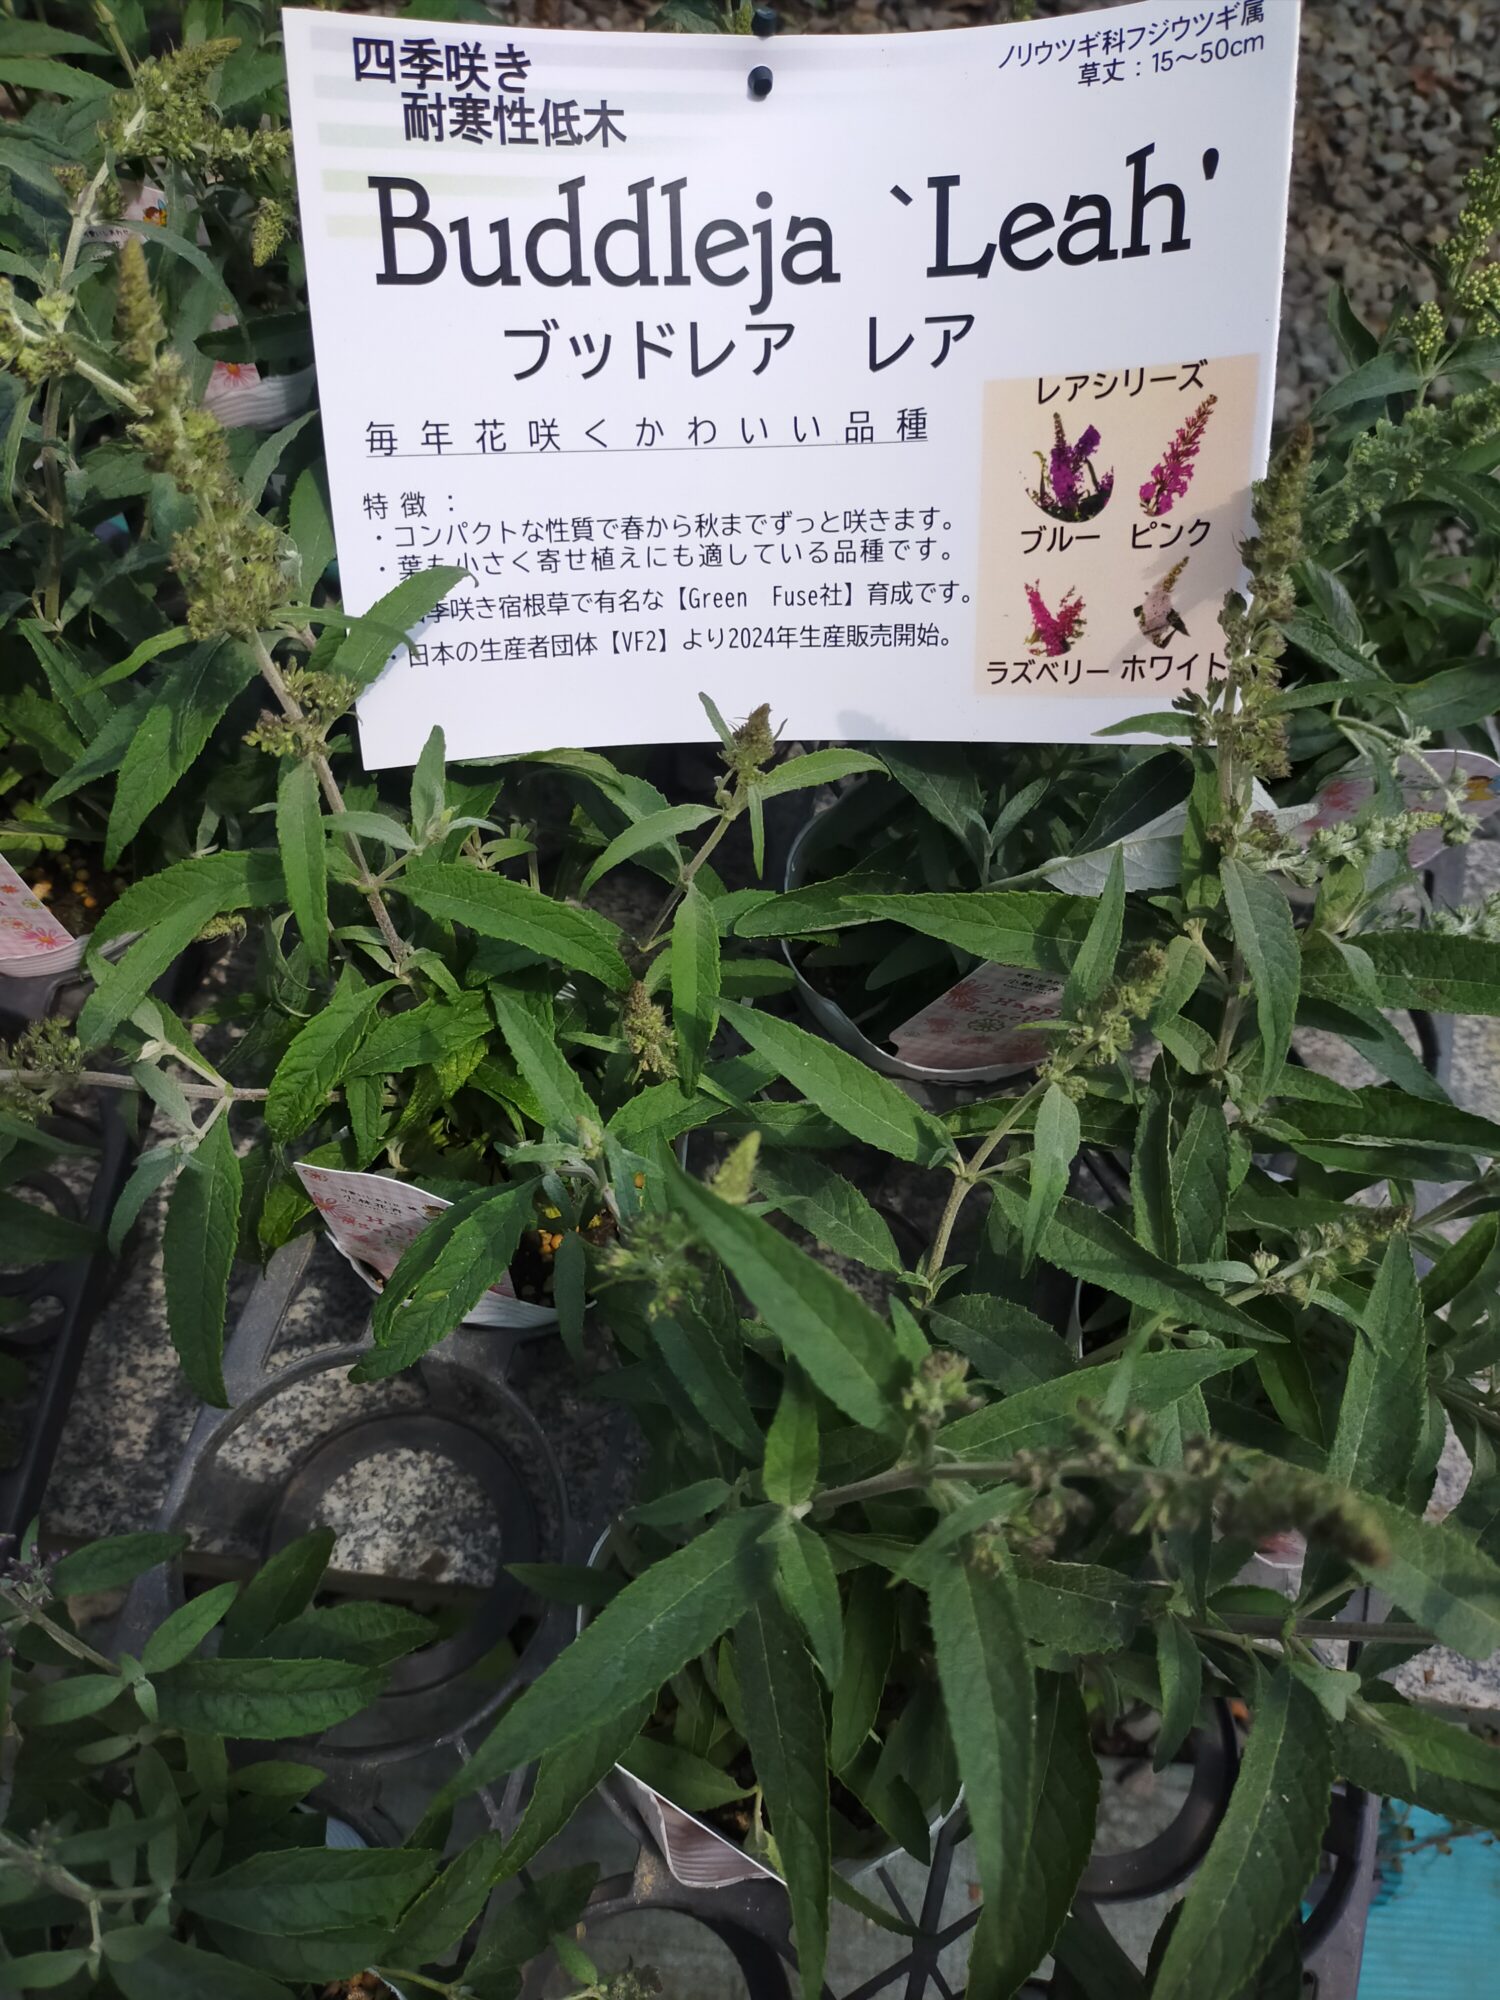 四季咲き
耐寒性低木
ノリウツギ科フジウツギ属
草丈：15～50cm
Buddleja `Leah'
ブッドレア レア
毎年花咲くかわいい品種
特徴：
・コンパクトな性質で春から秋までずっと咲きます。
・葉も小さく寄せ植えにも適している品種です。
季咲き宿根草で有名な【Green Fuse社】育成です。
・日本の生産者団体【VF2】より2024年生産販売開始。
レアシリーズ
ブルー ピンク
ラズベリー ホワイト